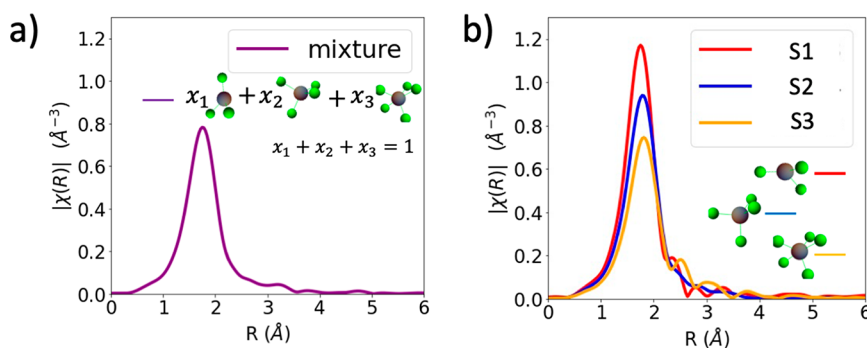 a)
mixture
x₁ + x₂ + x₃
x₁ + x₂ + x₃ = 1
|χ(R)| (Å⁻³)
1.2
1.0
0.8
0.6
0.4
0.2
0.0
0 1 2 3 4 5 6
R (Å)
b)
S1
S2
S3
|χ(R)| (Å⁻³)
1.2
1.0
0.8
0.6
0.4
0.2
0.0
0 1 2 3 4 5 6
R (Å)